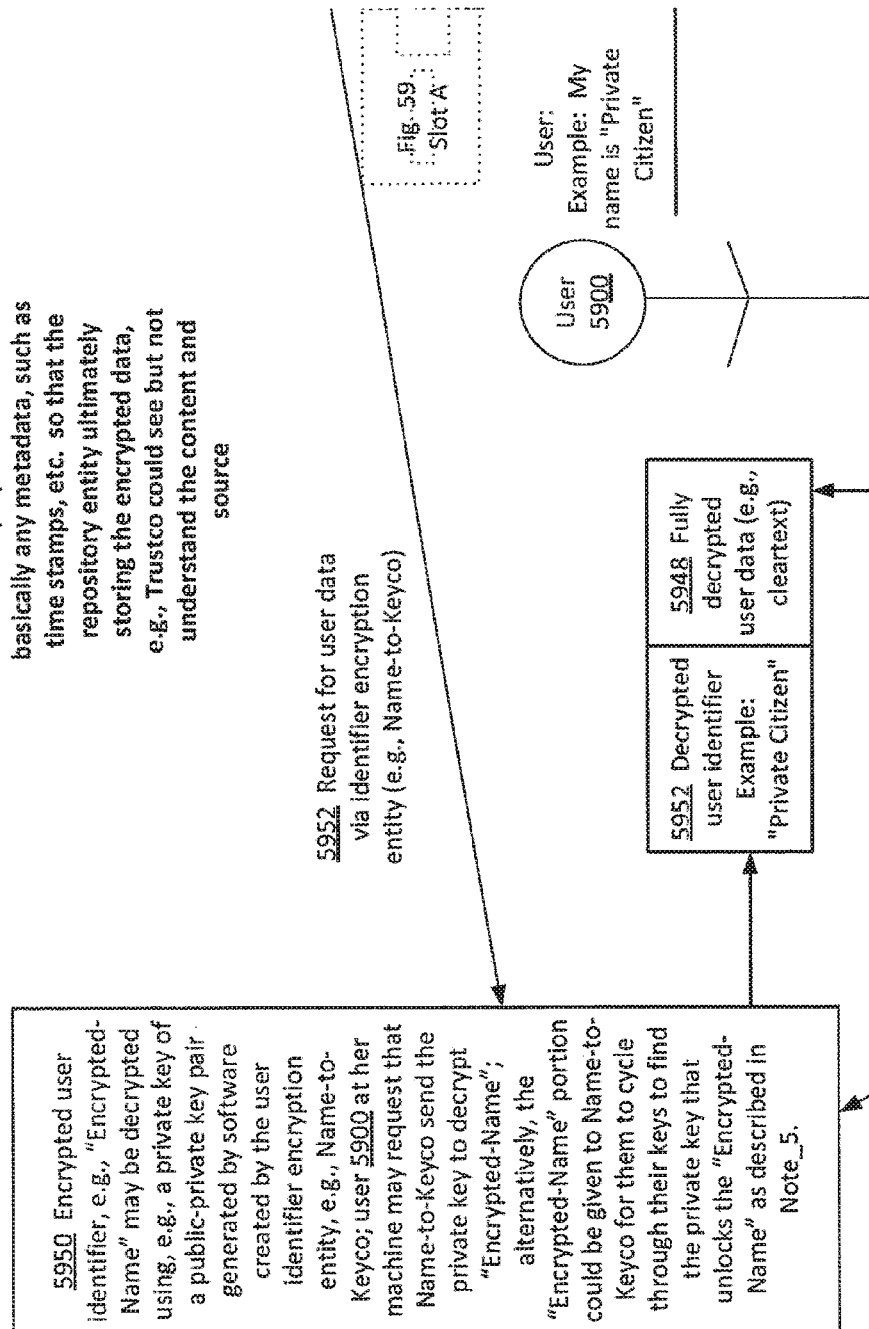 basically any metadata, such as
time stamps, etc. so that the
repository entity ultimately
storing the encrypted data,
e.g., Trustco could see but not
understand the content and
source
Fig. 59
Slot A
5952 Request for user data
via identifier encryption
entity (e.g., Name-to-Keyco)
User:
Example: My
name is "Private
Citizen"
User
5900
5950 Encrypted user
identifier, e.g., "Encrypted-
Name" may be decrypted
using, e.g., a private key of
a public-private key pair
generated by software
created by the user
identifier encryption
entity, e.g., Name-to-
Keyco; user 5900 at her
machine may request that
Name-to-Keyco send the
private key to decrypt
"Encrypted-Name";
alternatively, the
"Encrypted-Name" portion
could be given to Name-to-
Keyco for them to cycle
through their keys to find
the private key that
unlocks the "Encrypted-
Name" as described in
Note_5.
5952 Decrypted
user identifier
Example:
"Private Citizen"
5948 Fully
decrypted
user data (e.g.,
cleartext)